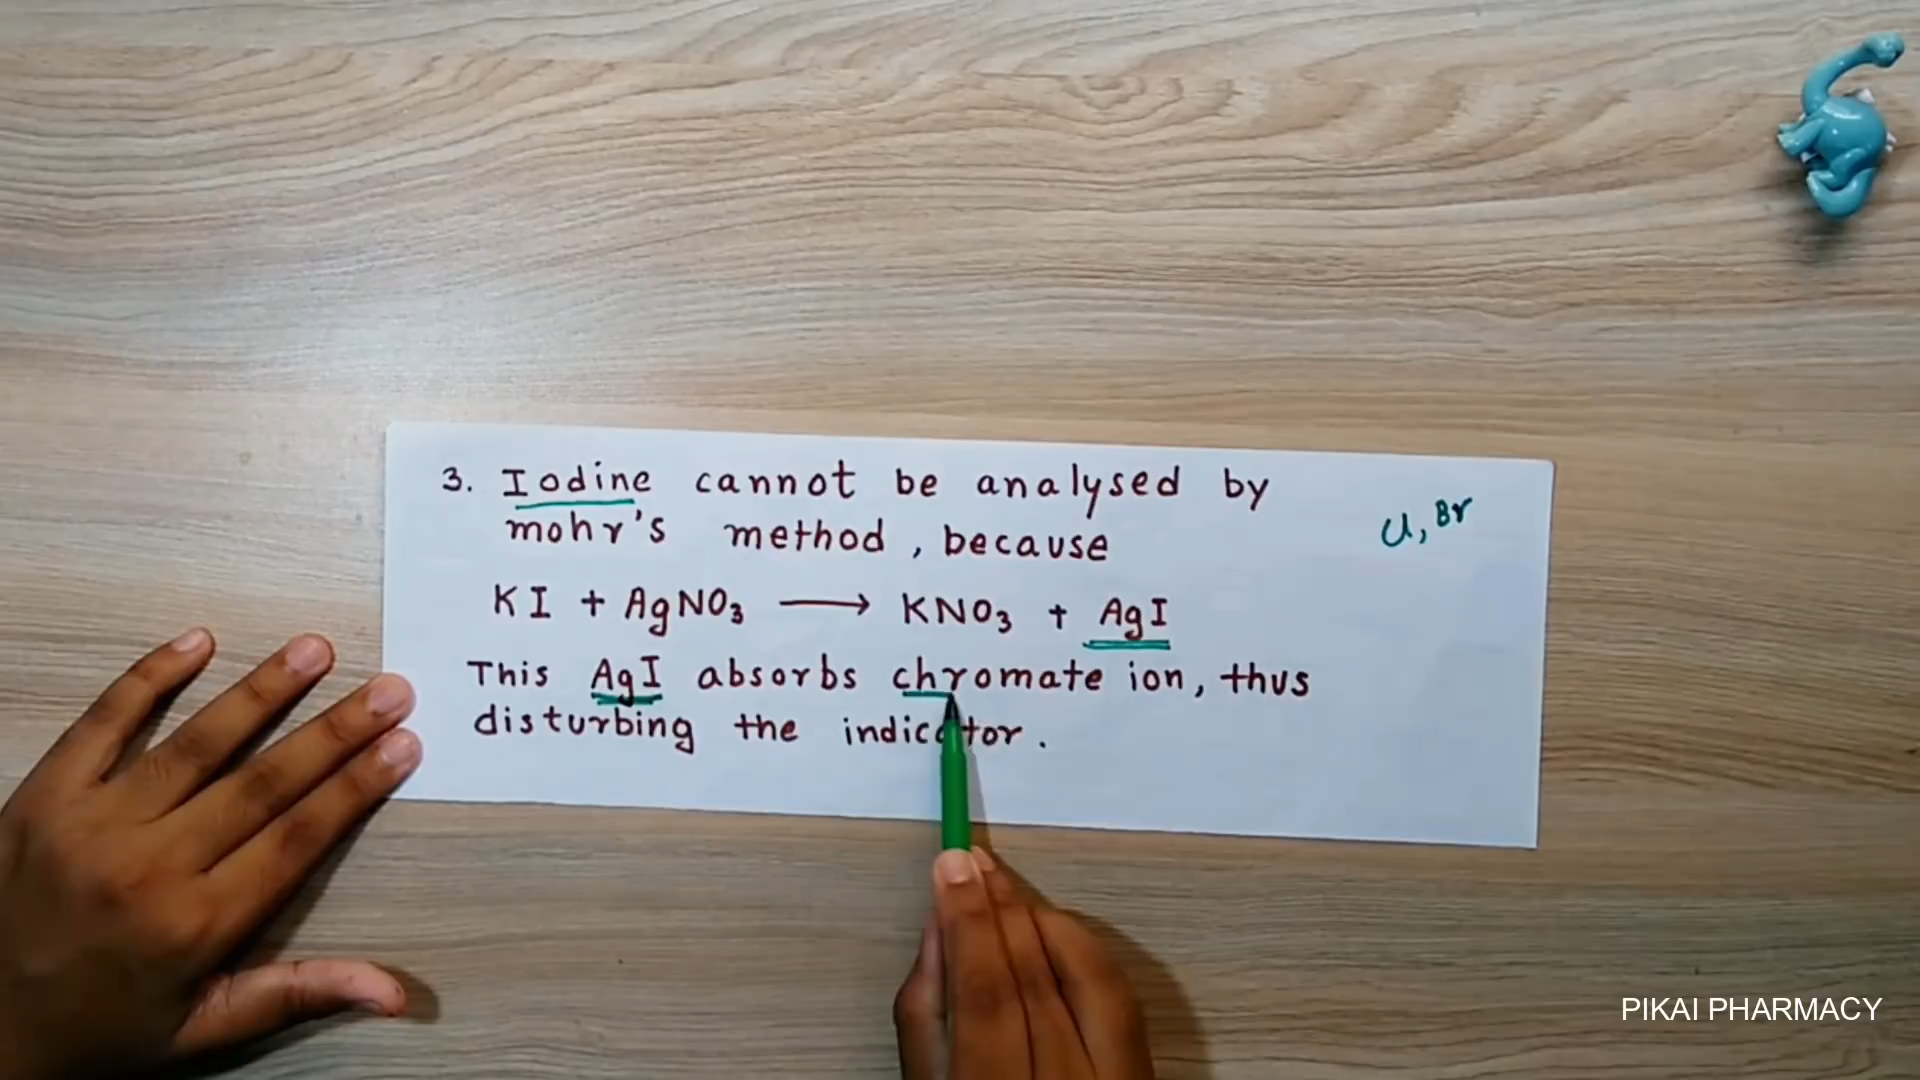 3. Iodine cannot be analysed by
mohr's method, because
Cl, Br
KI + AgNO3 → KNO3 + AgI
This AgI absorbs chromate ion, thus
disturbing the indicator.
PIKAI PHARMACY